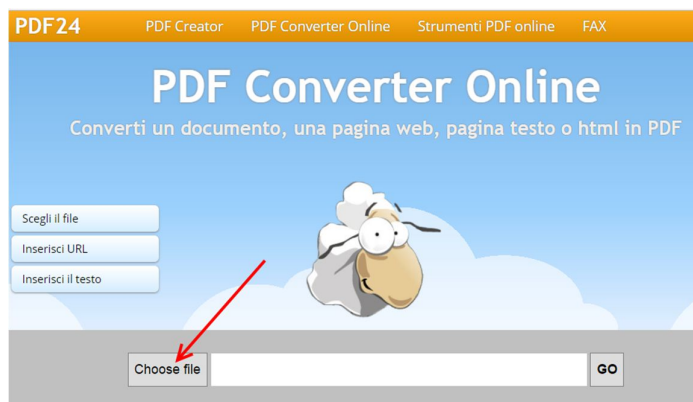 PDF24 PDF Creator PDF Converter Online Strumenti PDF online FAX
PDF Converter Online
Converti un documento, una pagina web, pagina testo o html in PDF
Scegli il file
Inserisci URL
Inserisci il testo
Choose file GO